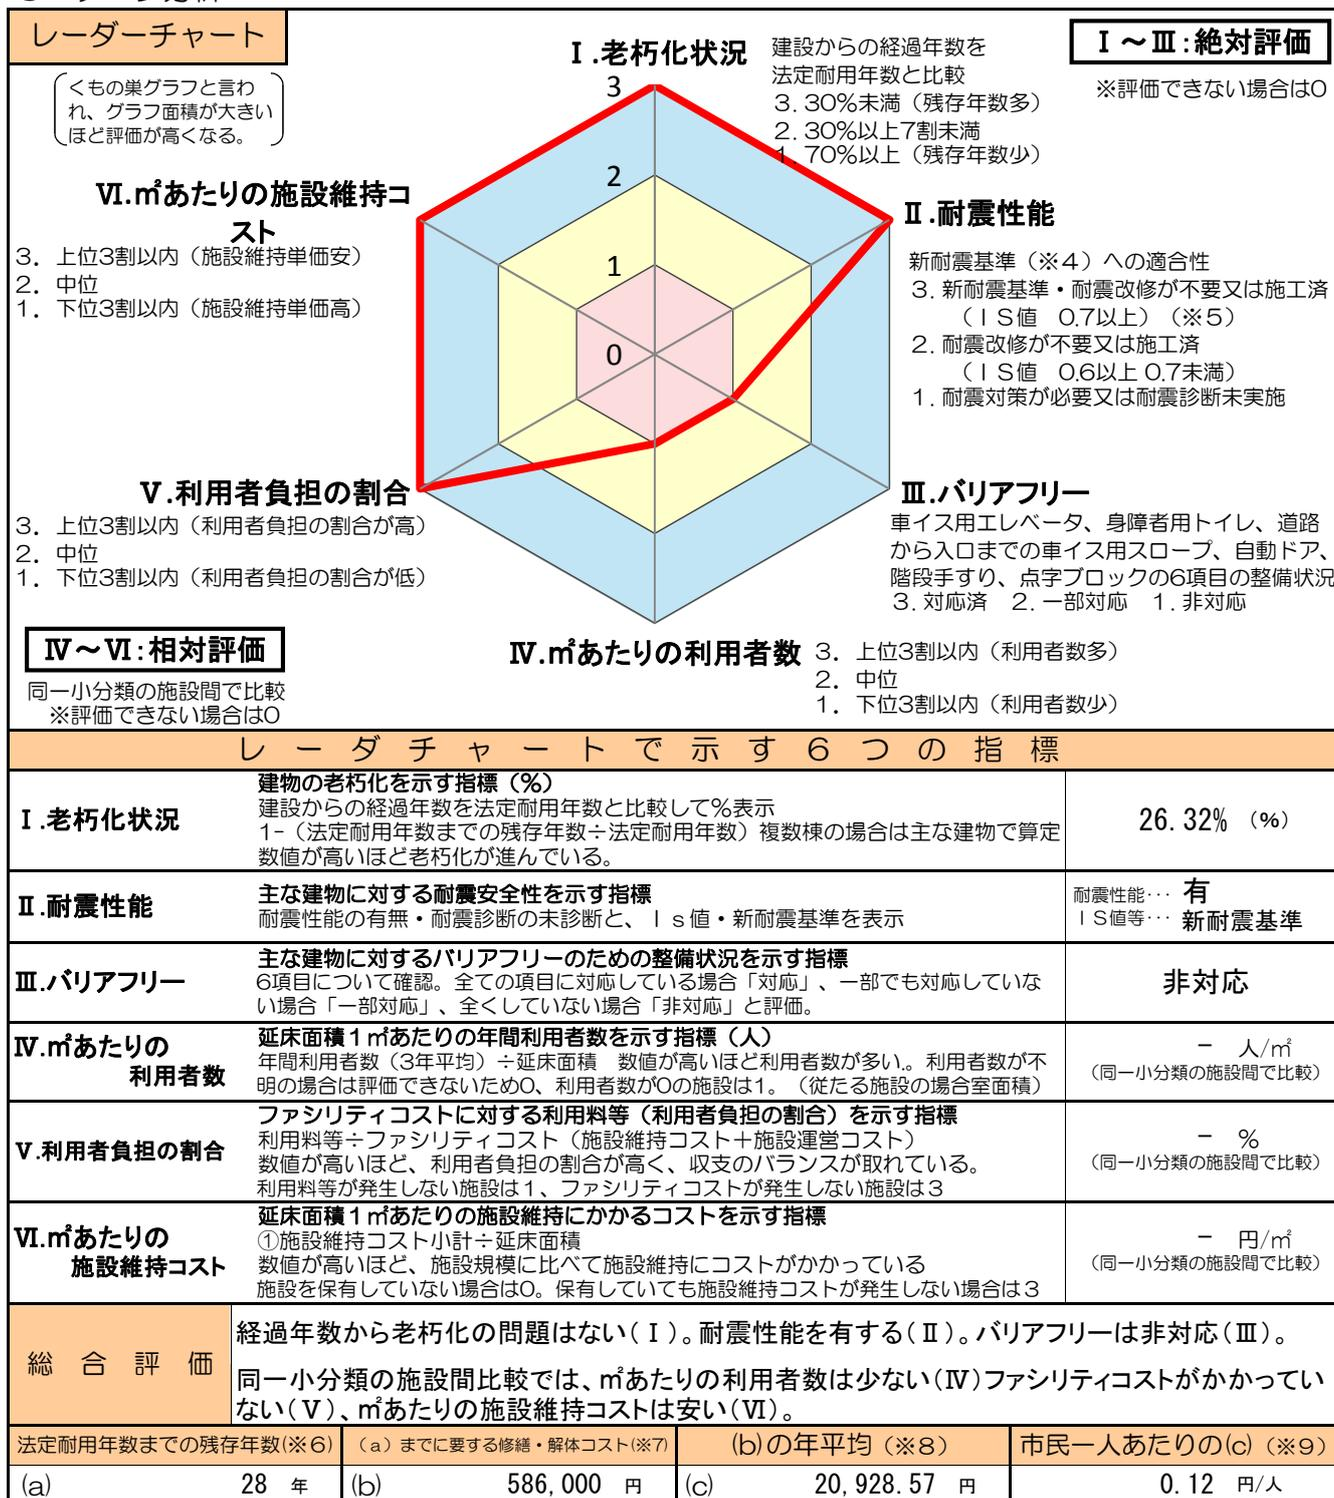 レーダーチャート
くもの巣グラフと言わ
れ、グラフ面積が大きい
ほど評価が高くなる。
Ⅰ～Ⅲ:絶対評価
※評価できない場合は0
Ⅰ.老朽化状況
建設からの経過年数を
法定耐用年数と比較
3. 30%未満（残存年数多）
2. 30%以上7割未満
1. 70%以上（残存年数少）
3
2
1
0
Ⅱ.耐震性能
新耐震基準（※4）への適合性
3. 新耐震基準・耐震改修が不要又は施工済
（ＩＳ値　0.7以上）（※5）
2. 耐震改修が不要又は施工済
（ＩＳ値　0.6以上 0.7未満）
1. 耐震対策が必要又は耐震診断未実施
Ⅲ.バリアフリー
車イス用エレベータ、身障者用トイレ、道路
から入口までの車イス用スロープ、自動ドア、
階段手すり、点字ブロックの6項目の整備状況
3. 対応済　2. 一部対応　1. 非対応
Ⅳ.㎡あたりの利用者数
3.　上位3割以内（利用者数多）
2.　中位
1.　下位3割以内（利用者数少）
Ⅵ.㎡あたりの施設維持コ
スト
3.　上位3割以内（施設維持単価安）
2.　中位
1.　下位3割以内（施設維持単価高）
Ⅴ.利用者負担の割合
3.　上位3割以内（利用者負担の割合が高）
2.　中位
1.　下位3割以内（利用者負担の割合が低）
Ⅳ～Ⅵ:相対評価
同一小分類の施設間で比較
※評価できない場合は0
レーダチャートで示す6つの指標
Ⅰ.老朽化状況
建物の老朽化を示す指標（%）
建設からの経過年数を法定耐用年数と比較して%表示
1-（法定耐用年数までの残存年数÷法定耐用年数）複数棟の場合は主な建物で算定
数値が高いほど老朽化が進んでいる。
26.32% （%）
Ⅱ.耐震性能
主な建物に対する耐震安全性を示す指標
耐震性能の有無・耐震診断の未診断と、Ｉｓ値・新耐震基準を表示
耐震性能･･･ 有
ＩＳ値等･･･ 新耐震基準
Ⅲ.バリアフリー
主な建物に対するバリアフリーのための整備状況を示す指標
6項目について確認。全ての項目に対応している場合「対応」、一部でも対応していな
い場合「一部対応」、全くしていない場合「非対応」と評価。
非対応
Ⅳ.㎡あたりの
利用者数
延床面積１㎡あたりの年間利用者数を示す指標（人）
年間利用者数（3年平均）÷延床面積　数値が高いほど利用者数が多い。利用者数が不
明の場合は評価できないため0、利用者数が0の施設は1。（従たる施設の場合室面積）
－ 人/㎡
（同一小分類の施設間で比較）
Ⅴ.利用者負担の割合
ファシリティコストに対する利用料等（利用者負担の割合）を示す指標
利用料等÷ファシリティコスト（施設維持コスト＋施設運営コスト）
数値が高いほど、利用者負担の割合が高く、収支のバランスが取れている。
利用料等が発生しない施設は１、ファシリティコストが発生しない施設は３
－ %
（同一小分類の施設間で比較）
Ⅵ.㎡あたりの
施設維持コスト
延床面積１㎡あたりの施設維持にかかるコストを示す指標
①施設維持コスト小計÷延床面積
数値が高いほど、施設規模に比べて施設維持にコストがかかっている
施設を保有していない場合は0。保有していても施設維持コストが発生しない場合は３
－ 円/㎡
（同一小分類の施設間で比較）
総合評価
経過年数から老朽化の問題はない(Ⅰ)。耐震性能を有する(Ⅱ)。バリアフリーは非対応(Ⅲ)。
同一小分類の施設間比較では、㎡あたりの利用者数は少ない(Ⅳ)ファシリティコストがかかってい
ない(Ⅴ)、㎡あたりの施設維持コストは安い(Ⅵ)。
法定耐用年数までの残存年数(※6) （a）までに要する修繕・解体コスト(※7) (b)の年平均（※8） 市民一人あたりの(c)（※9）
(a) 28 年 (b) 586,000 円 (c) 20,928.57 円 0.12 円/人